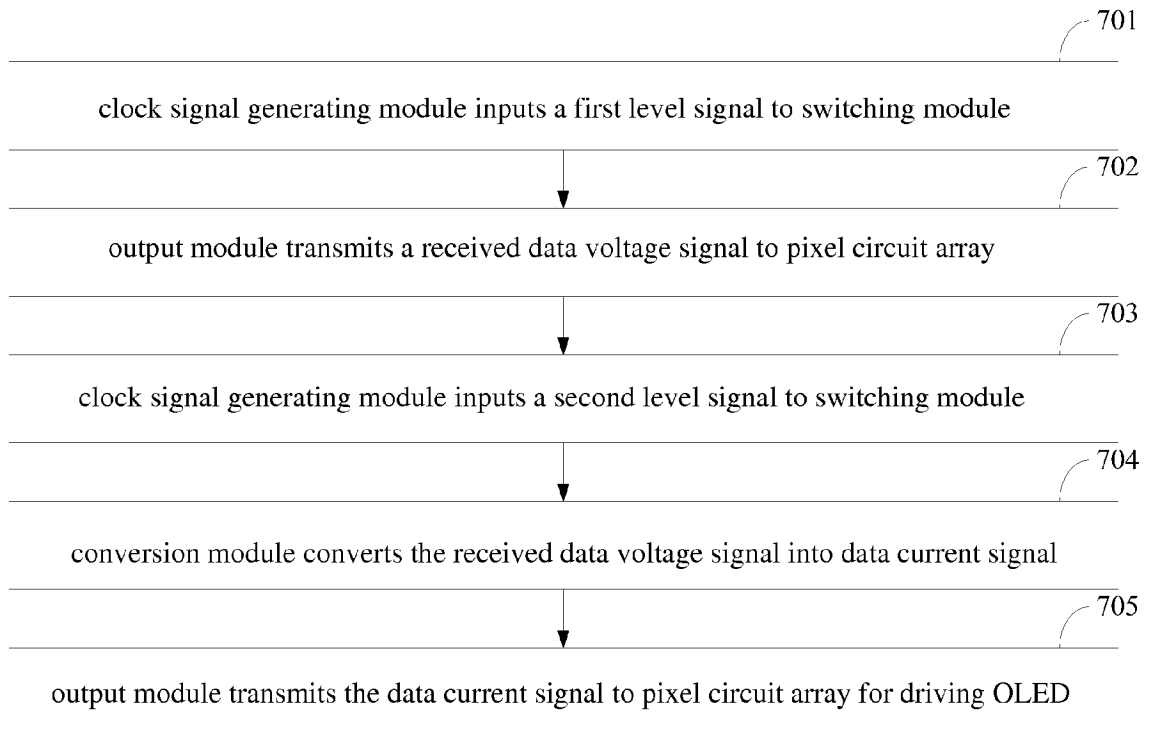 701
clock signal generating module inputs a first level signal to switching module
702
output module transmits a received data voltage signal to pixel circuit array
703
clock signal generating module inputs a second level signal to switching module
704
conversion module converts the received data voltage signal into data current signal
705
output module transmits the data current signal to pixel circuit array for driving OLED